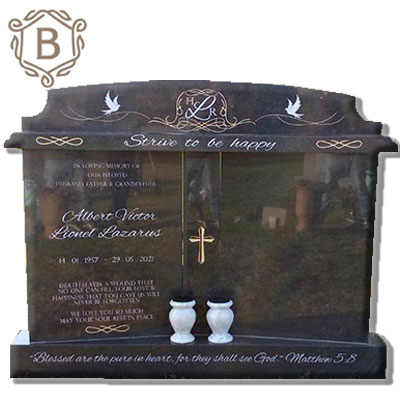 B
H
L
A R
Strive to be happy
IN LOVING MEMORY OF
OUR BELOVED
HUSBAND FATHER & GRANDFATHER
Albert Victor
Lionel Lazarus
14 · 01 · 1957 - 29 · 05 · 2021
DEATH LEAVES A WOUND THAT
NO ONE CAN HEAL, YOUR LOVE &
HAPPINESS THAT YOU GAVE US WILL
NEVER BE FORGOTTEN
WE LOVE YOU SO MUCH
MAY YOUR SOUL REST IN PEACE
"Blessed are the pure in heart, for they shall see God." Matthew 5:8